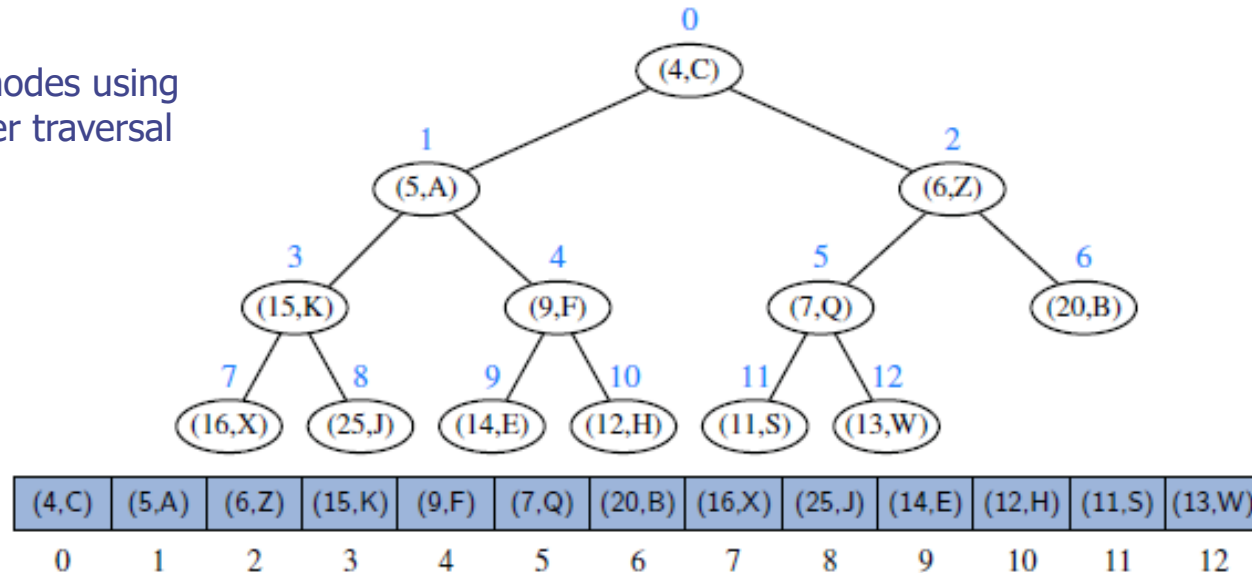 0
nodes using
(4,C)
er traversal
1 2
(5,A) (6,Z)
3 4 5 6
(15,K) (9,F) (7,Q) (20,B)
7 8 9 10 11 12
(16,X) (25,J) (14,E) (12,H) (11,S) (13,W)
(4,C) (5,A) (6,Z) (15,K) (9,F) (7,Q) (20,B) (16,X) (25,J) (14,E) (12,H) (11,S) (13,W)
0 1 2 3 4 5 6 7 8 9 10 11 12